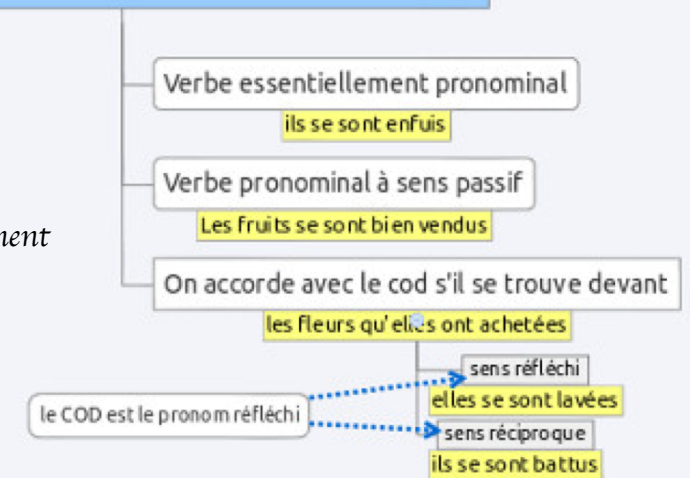 Verbe essentiellement pronominal
ils se sont enfuis
Verbe pronominal à sens passif
Les fruits se sont bien vendus
ment
On accorde avec le cod s'il se trouve devant
les fleurs qu'elles ont achetées
sens réfléchi
elles se sont lavées
le COD est le pronom réfléchi
sens réciproque
ils se sont battus